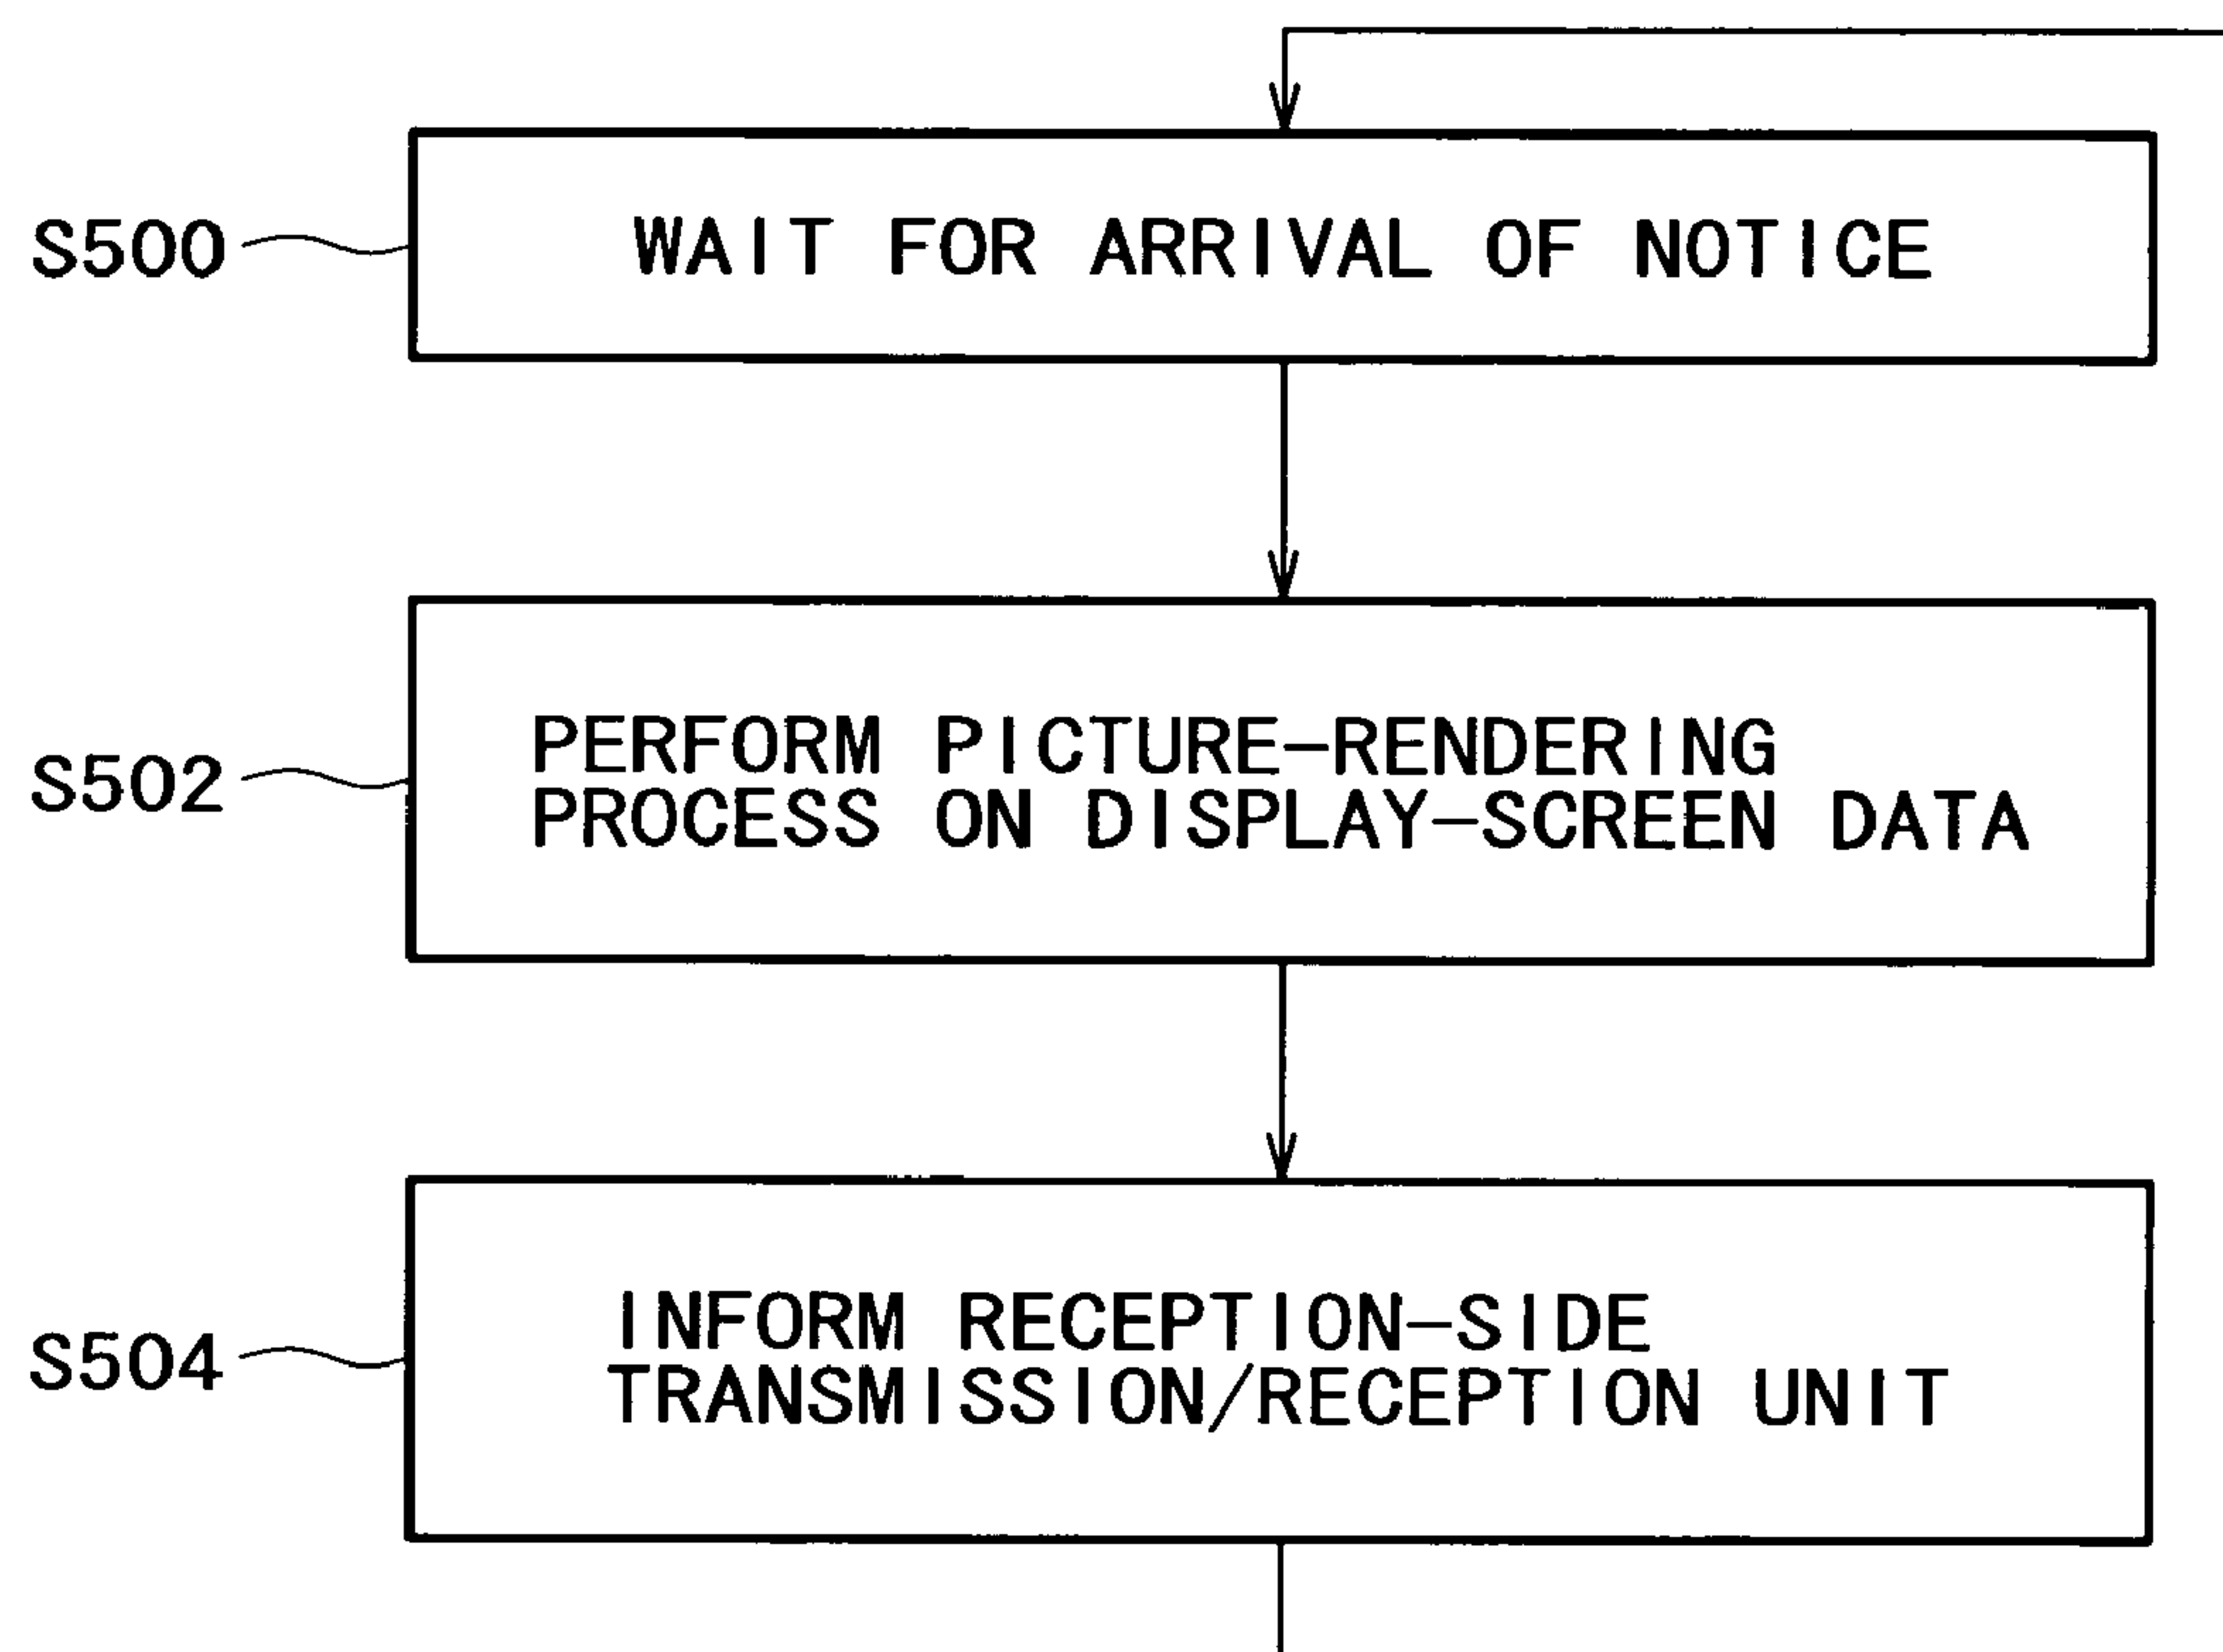 S500
WAIT FOR ARRIVAL OF NOTICE
S502
PERFORM PICTURE-RENDERING
PROCESS ON DISPLAY-SCREEN DATA
S504
INFORM RECEPTION-SIDE
TRANSMISSION/RECEPTION UNIT